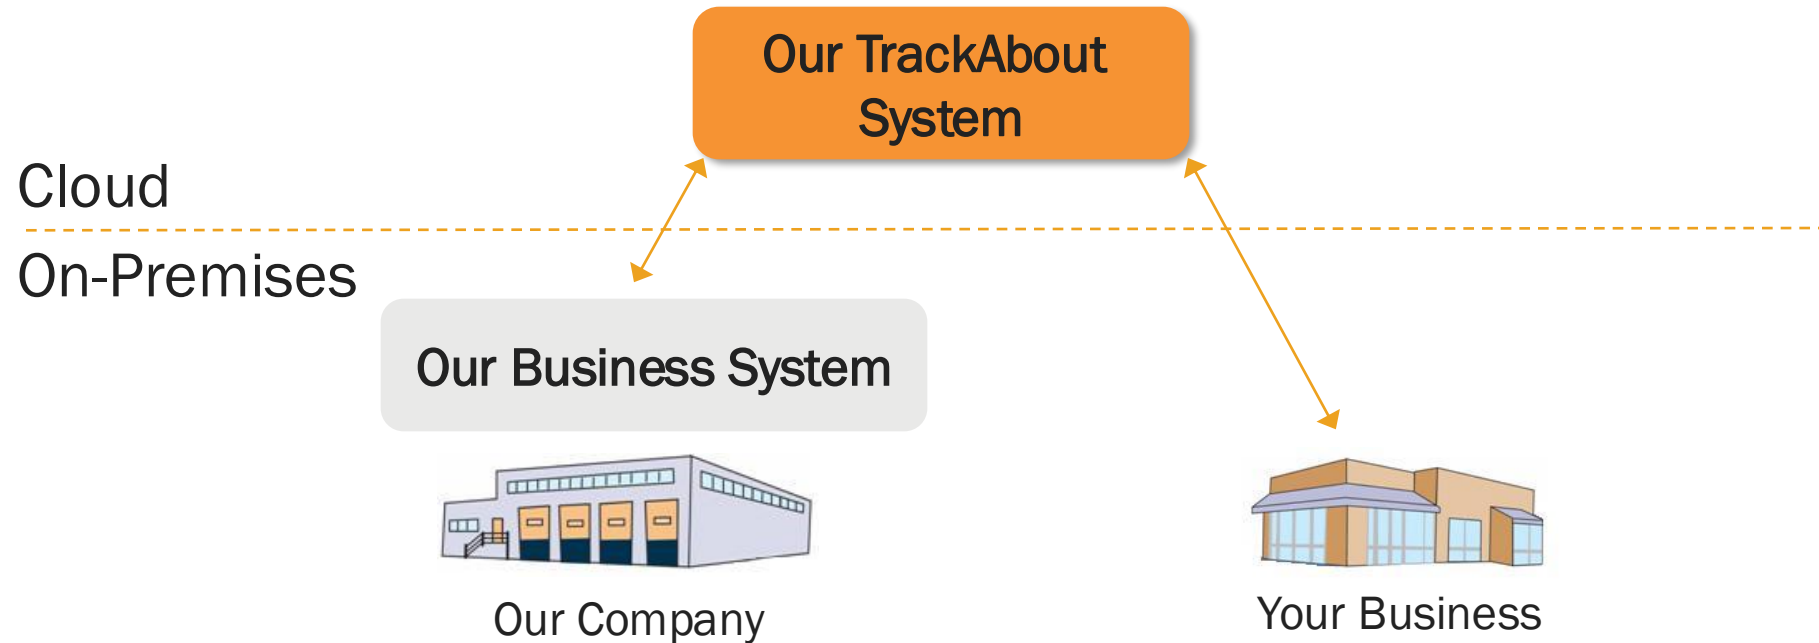 Our TrackAbout
System
Cloud
On-Premises
Our Business System
Our Company
Your Business